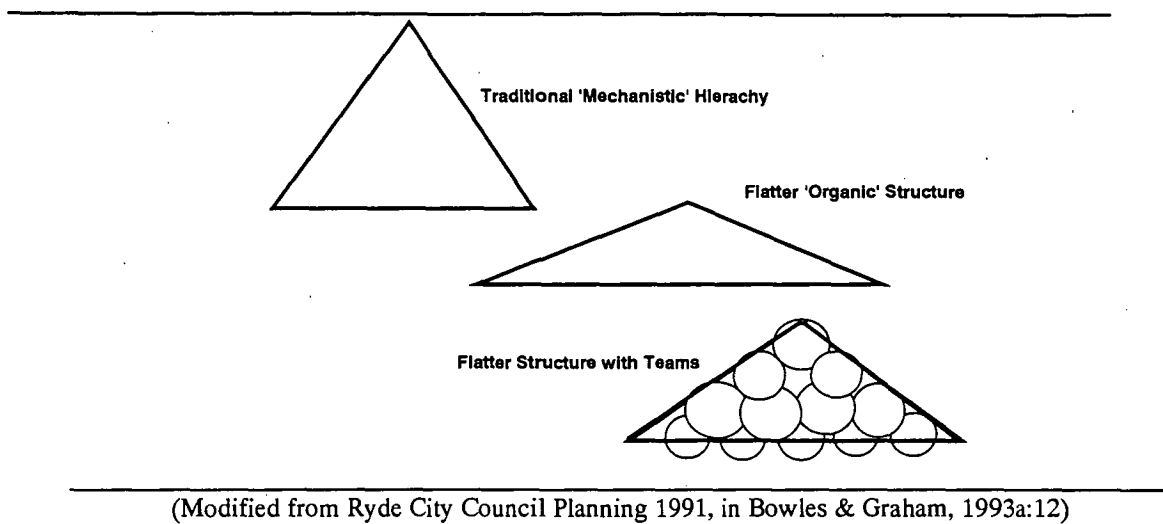 Traditional 'Mechanistic' Hierachy
Flatter 'Organic' Structure
Flatter Structure with Teams
(Modified from Ryde City Council Planning 1991, in Bowles & Graham, 1993a:12)